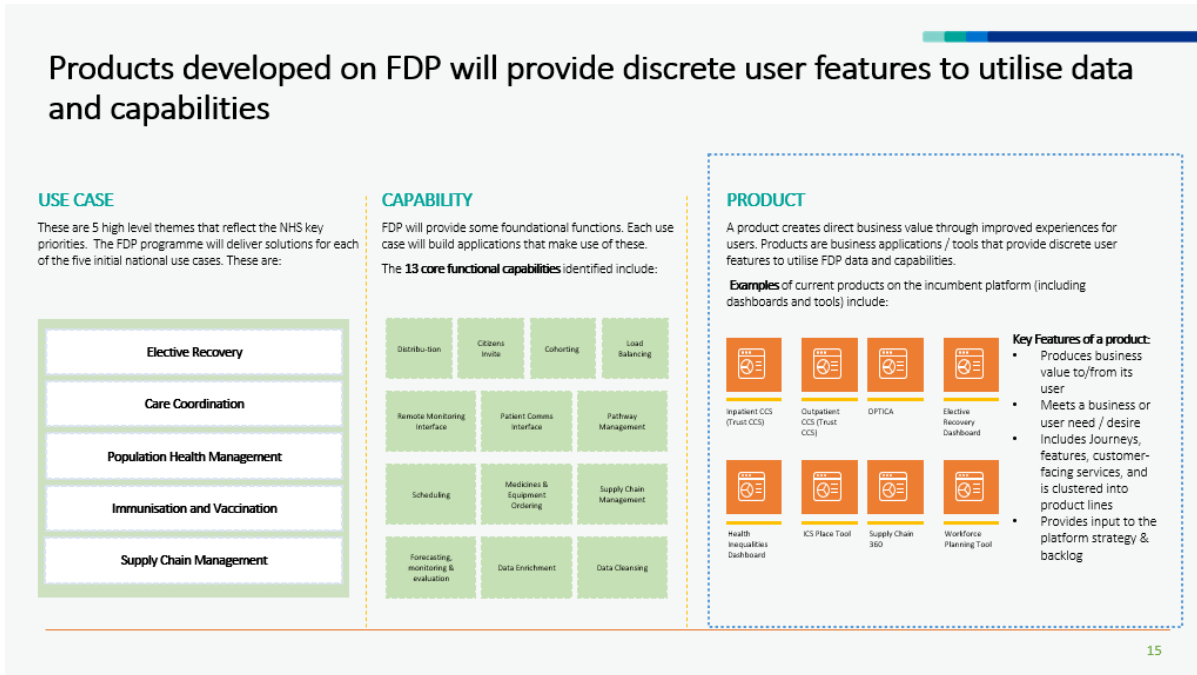 Products developed on FDP will provide discrete user features to utilise data
and capabilities
USE CASE
These are 5 high level themes that reflect the NHS key
priorities.  The FDP programme will deliver solutions for each
of the five initial national use cases. These are:
Elective Recovery
Care Coordination
Population Health Management
Immunisation and Vaccination
Supply Chain Management
CAPABILITY
FDP will provide some foundational functions. Each use
case will build applications that make use of these.
The 13 core functional capabilities identified include:
Distribu-tion
Citizens
Invite
Cohorting
Load
Balancing
Remote Monitoring
Interface
Patient Comms
Interface
Pathway
Management
Scheduling
Medicines &
Equipment
Ordering
Supply Chain
Management
Forecasting,
monitoring &
evaluation
Data Enrichment
Data Cleansing
PRODUCT
A product creates direct business value through improved experiences for
users. Products are business applications / tools that provide discrete user
features to utilise FDP data and capabilities.
Examples of current products on the incumbent platform (including
dashboards and tools) include:
Inpatient CCS
(Trust CCS)
Outpatient
CCS (Trust
CCS)
OPTICA
Elective
Recovery
Dashboard
Health
Inequalities
Dashboard
ICS Place Tool
Supply Chain
360
Workforce
Planning Tool
Key Features of a product:
• Produces business
value to/from its
user
• Meets a business or
user need / desire
• Includes Journeys,
features, customer-
facing services, and
is clustered into
product lines
• Provides input to the
platform strategy &
backlog
15